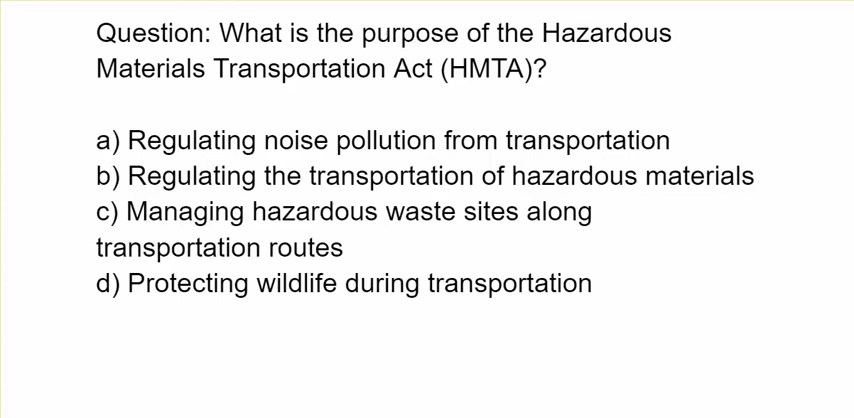 Question: What is the purpose of the Hazardous
Materials Transportation Act (HMTA)?
a) Regulating noise pollution from transportation
b) Regulating the transportation of hazardous materials
c) Managing hazardous waste sites along
transportation routes
d) Protecting wildlife during transportation